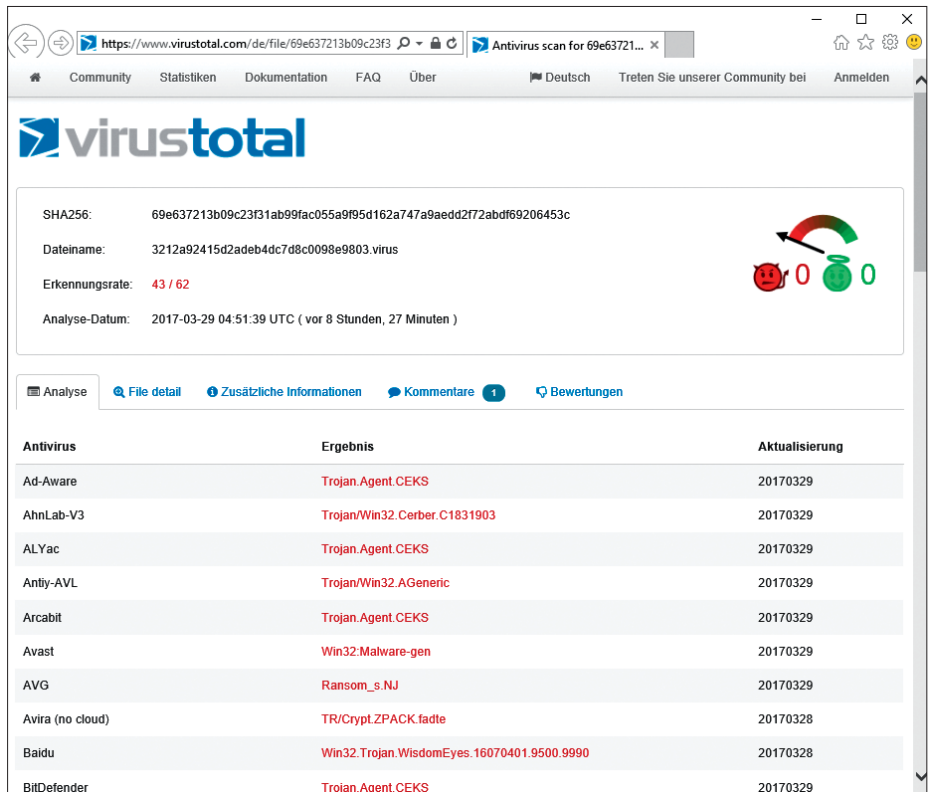 https://www.virustotal.com/de/file/69e637213b09c23f3
Antivirus scan for 69e63721...
Community Statistiken Dokumentation FAQ Über Deutsch Treten Sie unserer Community bei Anmelden
virustotal
SHA256: 69e637213b09c23f31ab99fac055a9f95d162a747a9aedd2f72abdf69206453c
Dateiname: 3212a92415d2adeb4dc7d8c0098e9803.virus
Erkennungsrate: 43 / 62
0 0
Analyse-Datum: 2017-03-29 04:51:39 UTC ( vor 8 Stunden, 27 Minuten )
Analyse File detail Zusätzliche Informationen Kommentare 1 Bewertungen
Antivirus Ergebnis Aktualisierung
Ad-Aware Trojan.Agent.CEKS 20170329
AhnLab-V3 Trojan/Win32.Cerber.C1831903 20170329
ALYac Trojan.Agent.CEKS 20170329
Antiy-AVL Trojan/Win32.AGeneric 20170329
Arcabit Trojan.Agent.CEKS 20170329
Avast Win32:Malware-gen 20170329
AVG Ransom_s.NJ 20170329
Avira (no cloud) TR/Crypt.ZPACK.fadte 20170328
Baidu Win32.Trojan.WisdomEyes.16070401.9500.9990 20170328
BitDefender Trojan.Agent.CEKS 20170329